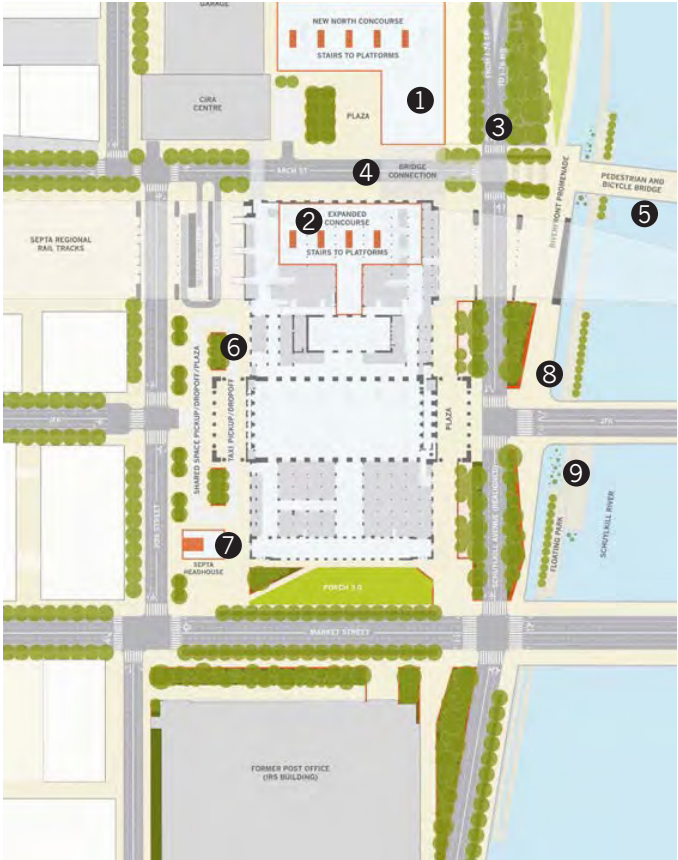 GARAGE
NEW NORTH CONCOURSE
STAIRS TO PLATFORMS
1
CIRA
CENTRE
PLAZA
3
ARCH ST
4
BRIDGE
CONNECTION
RIVERFRONT PROMENADE
PEDESTRIAN AND
BICYCLE BRIDGE
5
2
EXPANDED
CONCOURSE
STAIRS TO PLATFORMS
SEPTA REGIONAL
RAIL TRACKS
6
8
SHARED SPACE PICKUP/DROPOFF/PLAZA
TAXI PICKUP/DROPOFF
PLAZA
30TH STREET
9
7
SEPTA
HEADHOUSE
SCHUYLKILL AVENUE (REALIGNED)
FLOATING PARK
SCHUYLKILL RIVER
PORCH 3.0
MARKET STREET
FORMER POST OFFICE
(IRS BUILDING)